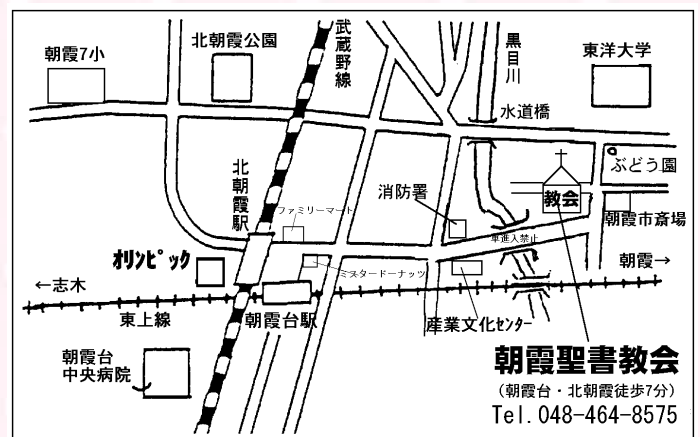 朝霞7小
北朝霞公園
武蔵野線
黒目川
東洋大学
水道橋
ぶどう園
北朝霞駅
ファミリーマート
消防署
教会
朝霞市斎場
車進入禁止
オリンピック
ミスタードーナッツ
←志木
朝霞→
東上線
朝霞台駅
産業文化センター
朝霞台
中央病院
朝霞聖書教会
（朝霞台・北朝霞徒歩7分）
Tel. 048-464-8575